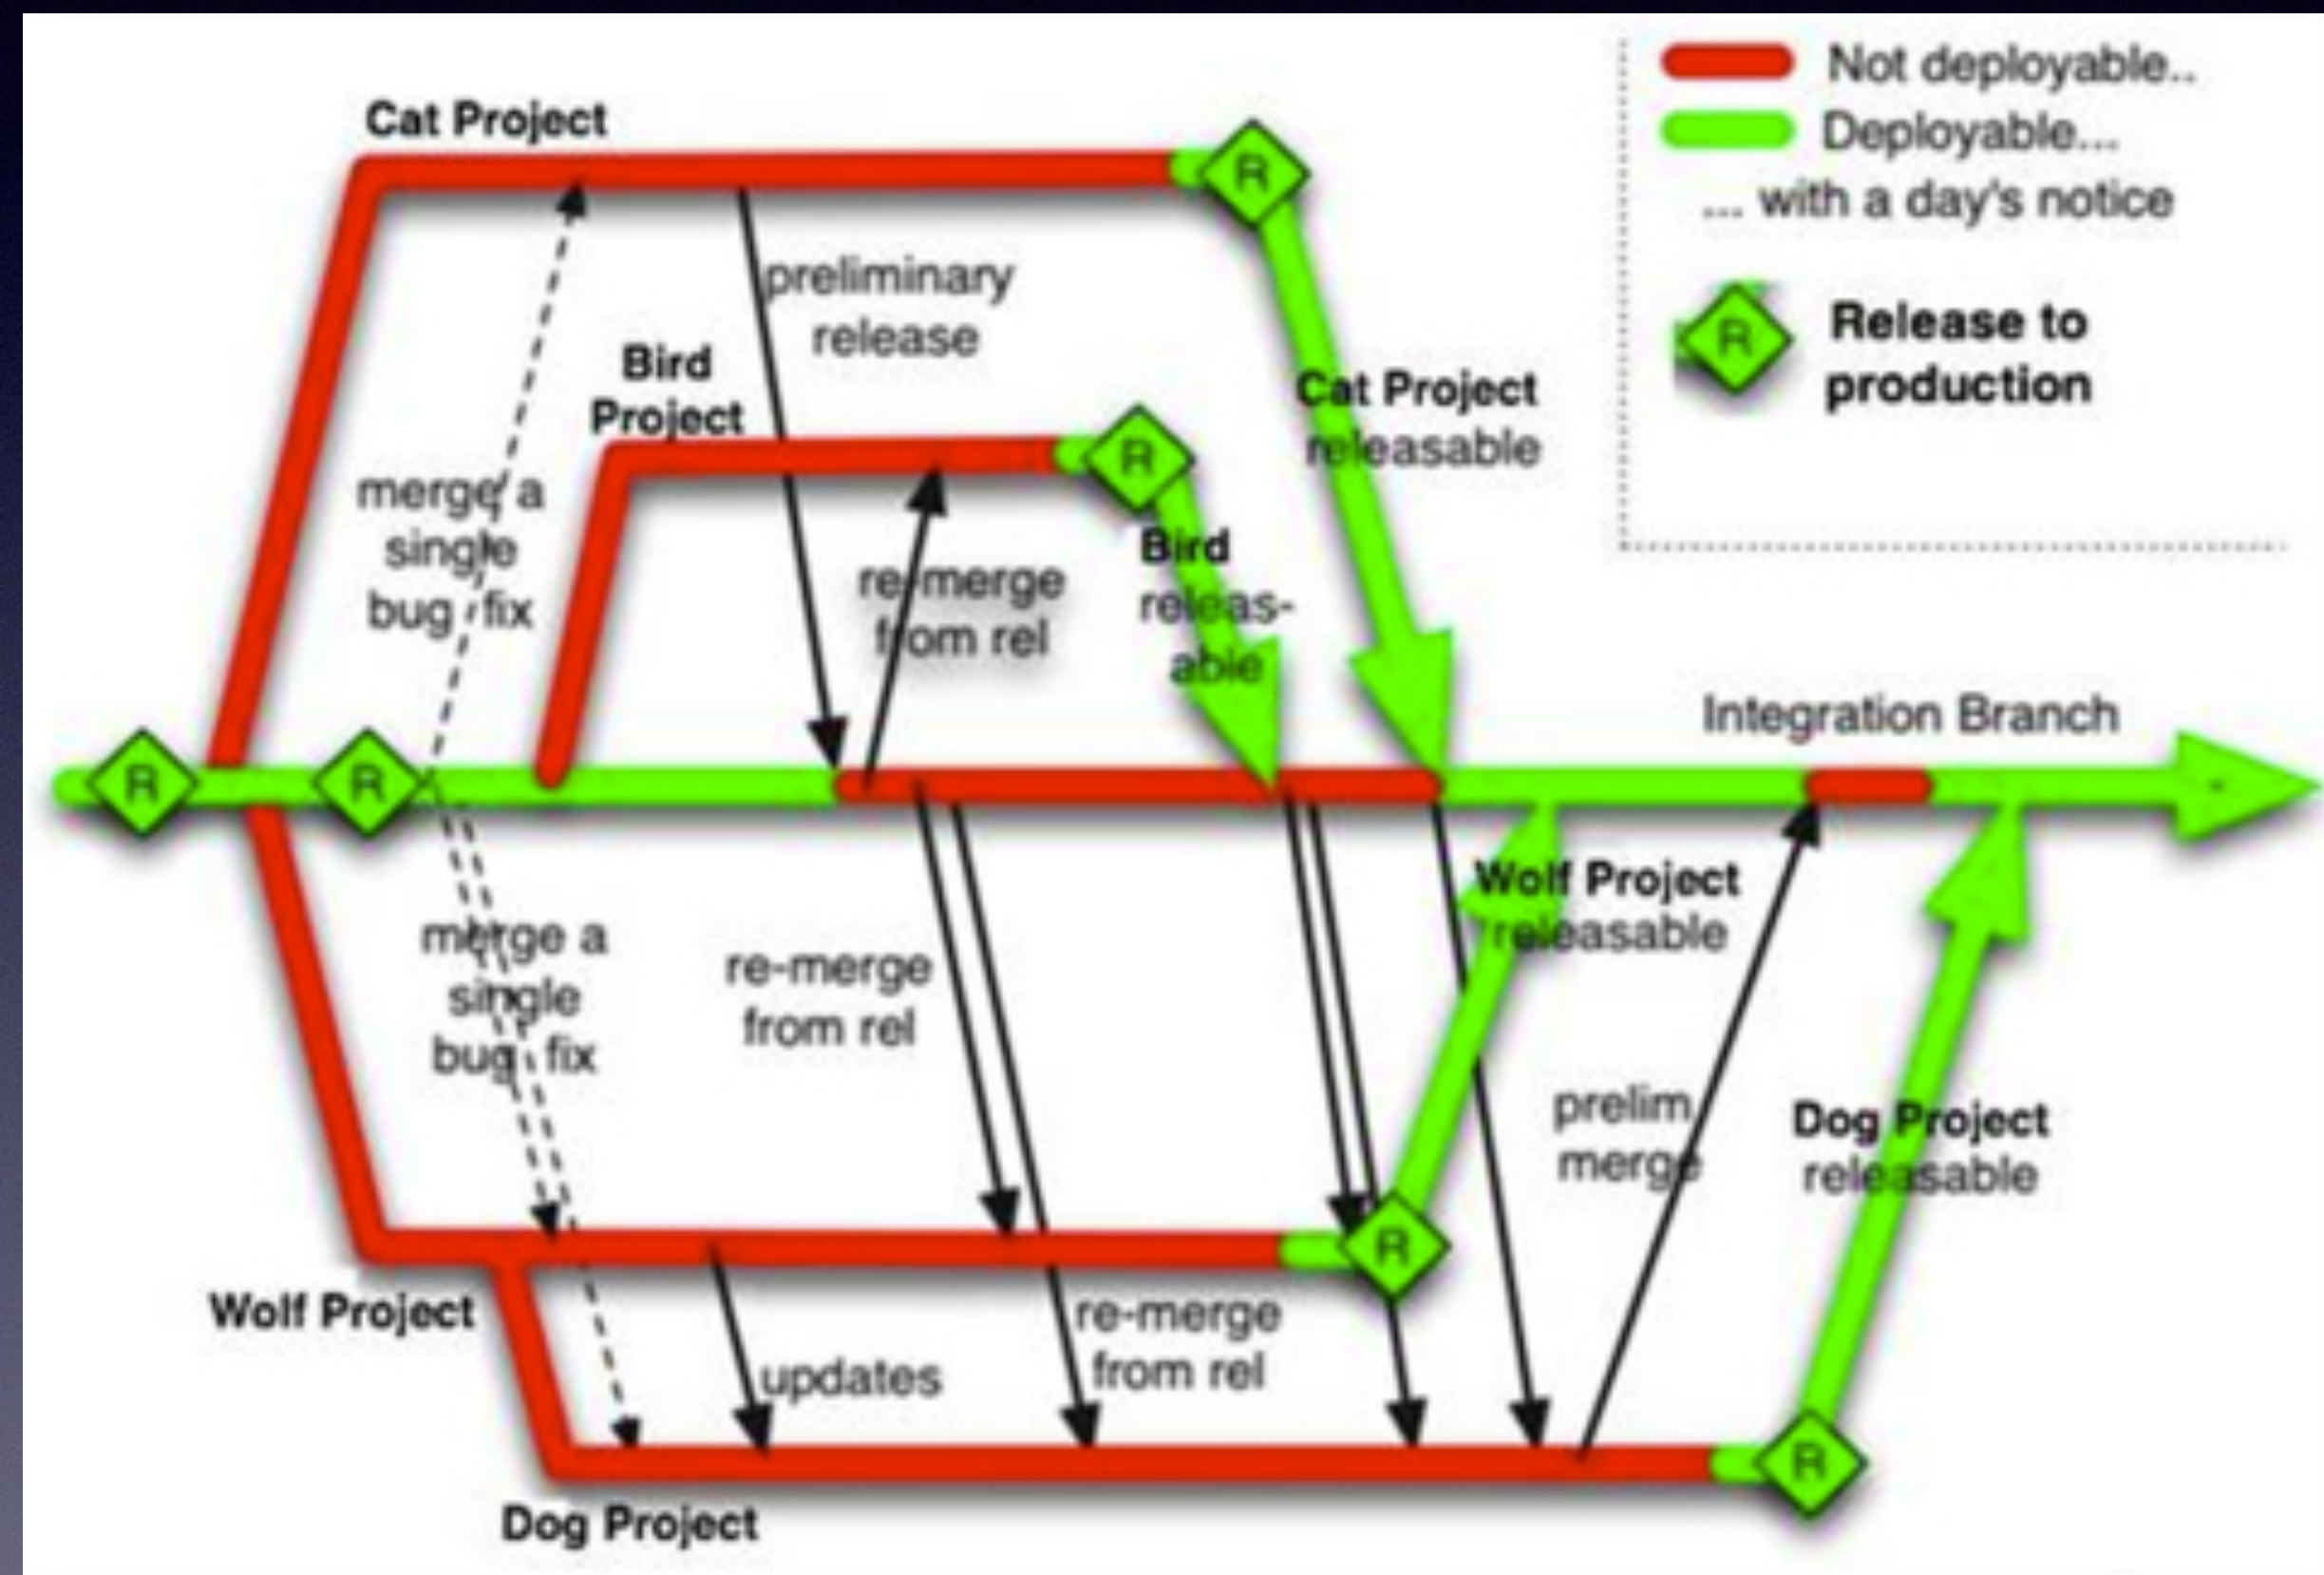 Not deployable..
Deployable...
... with a day's notice
R
Release to
production
Cat Project
R
preliminary
release
Bird
Project
R
Cat Project
releasable
merge a
single
bug fix
re-merge
from rel
Bird
releas-
able
Integration Branch
R
R
merge a
single
bug fix
re-merge
from rel
Wolf Project
releasable
prelim
merge
Dog Project
releasable
R
Wolf Project
re-merge
from rel
updates
R
Dog Project